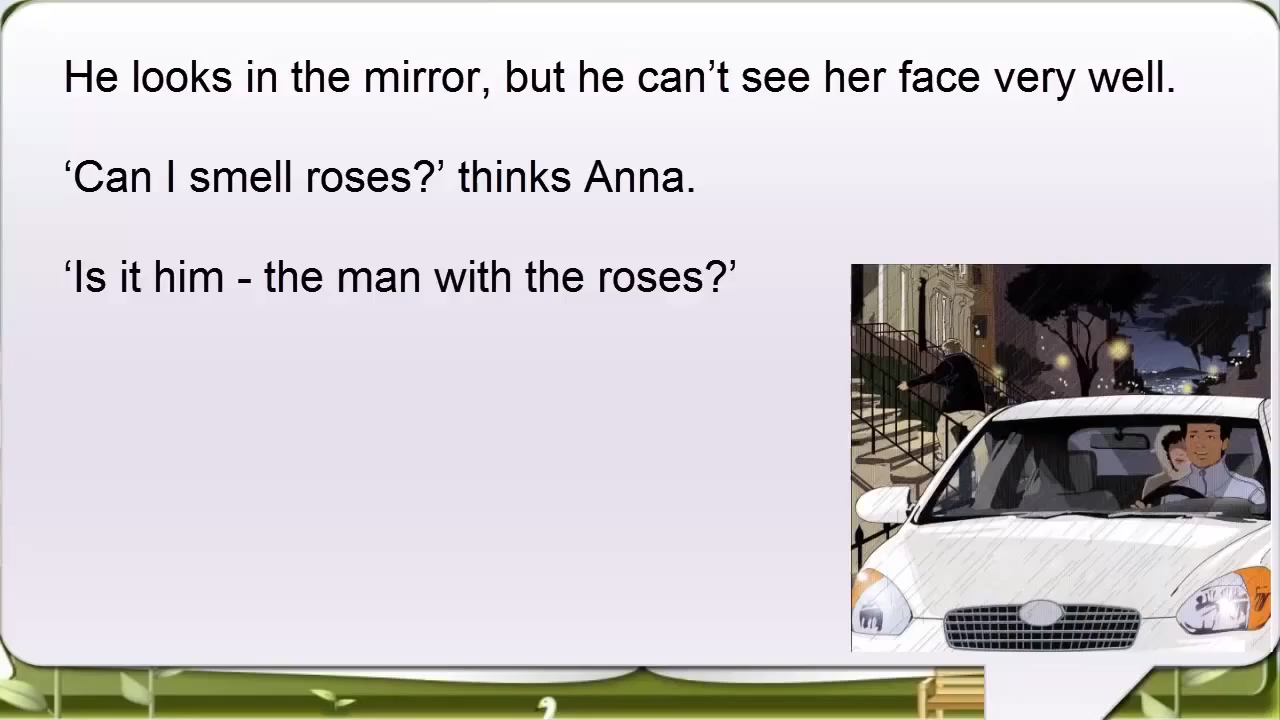 He looks in the mirror, but he can’t see her face very well.
‘Can I smell roses?’ thinks Anna.
‘Is it him - the man with the roses?’